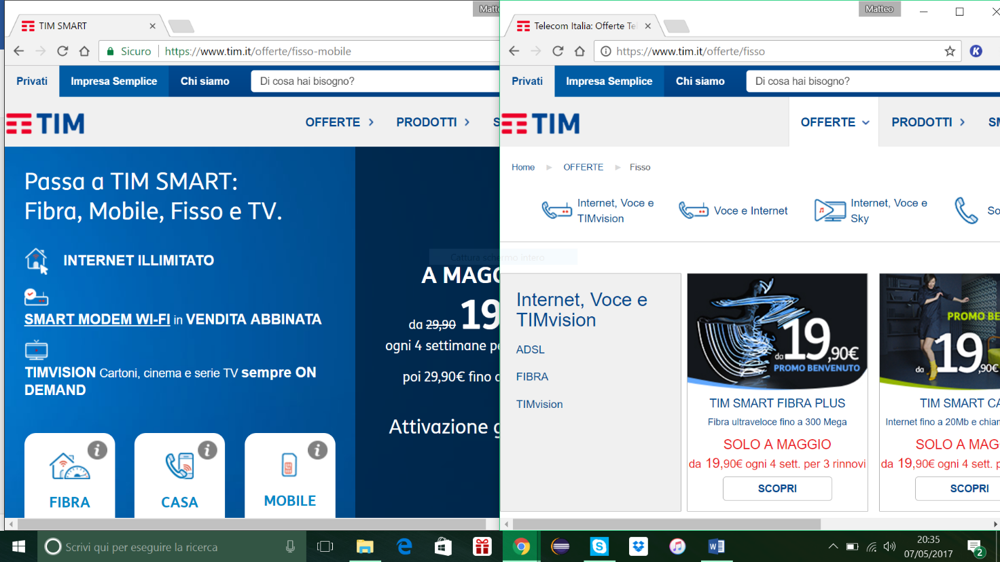 Matteo
TIM SMART
Sicuro
https://www.tim.it/offerte/fisso-mobile
Privati
Impresa Semplice
Chi siamo
Di cosa hai bisogno?
TIM
OFFERTE
PRODOTTI
Passa a TIM SMART:
Fibra, Mobile, Fisso e TV.
INTERNET ILLIMITATO
SMART MODEM WI-FI in VENDITA ABBINATA
TIMVISION Cartoni, cinema e serie TV sempre ON
DEMAND
FIBRA
CASA
MOBILE
Cattura schermo intero
A MAGG
da 29,90 19
ogni 4 settimane pe
poi 29,90€ fino a
Attivazione g
Matteo
Telecom Italia: Offerte Tel
https://www.tim.it/offerte/fisso
K
Privati
Impresa Semplice
Chi siamo
Di cosa hai bisogno?
TIM
OFFERTE
PRODOTTI
SM
Home
OFFERTE
Fisso
Internet, Voce e
TIMvision
Voce e Internet
Internet, Voce e
Sky
So
Internet, Voce e
TIMvision
ADSL
FIBRA
TIMvision
da 19,90€
PROMO BENVENUTO
TIM SMART FIBRA PLUS
Fibra ultraveloce fino a 300 Mega
SOLO A MAGGIO
da 19,90€ ogni 4 sett. per 3 rinnovi
SCOPRI
PROMO BE
da 19,90€
TIM SMART CA
Internet fino a 20Mb e chiam
SOLO A MAG
da 19,90€ ogni 4 sett. p
SCOPRI
Scrivi qui per eseguire la ricerca
20:35
07/05/2017
2